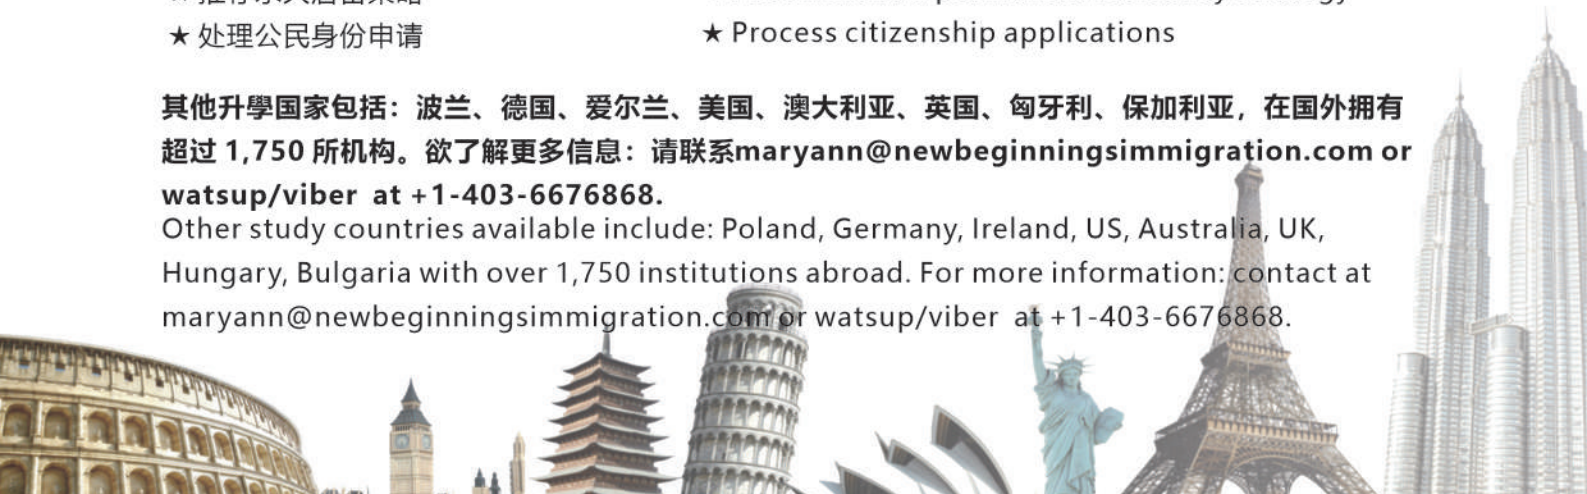 ★ 处理公民身份申请
★ Process citizenship applications
其他升學国家包括：波兰、德国、爱尔兰、美国、澳大利亚、英国、匈牙利、保加利亚，在国外拥有
超过 1,750 所机构。欲了解更多信息：请联系maryann@newbeginningsimmigration.com or
watsup/viber at +1-403-6676868.
Other study countries available include: Poland, Germany, Ireland, US, Australia, UK,
Hungary, Bulgaria with over 1,750 institutions abroad. For more information: contact at
maryann@newbeginningsimmigration.com or watsup/viber at +1-403-6676868.